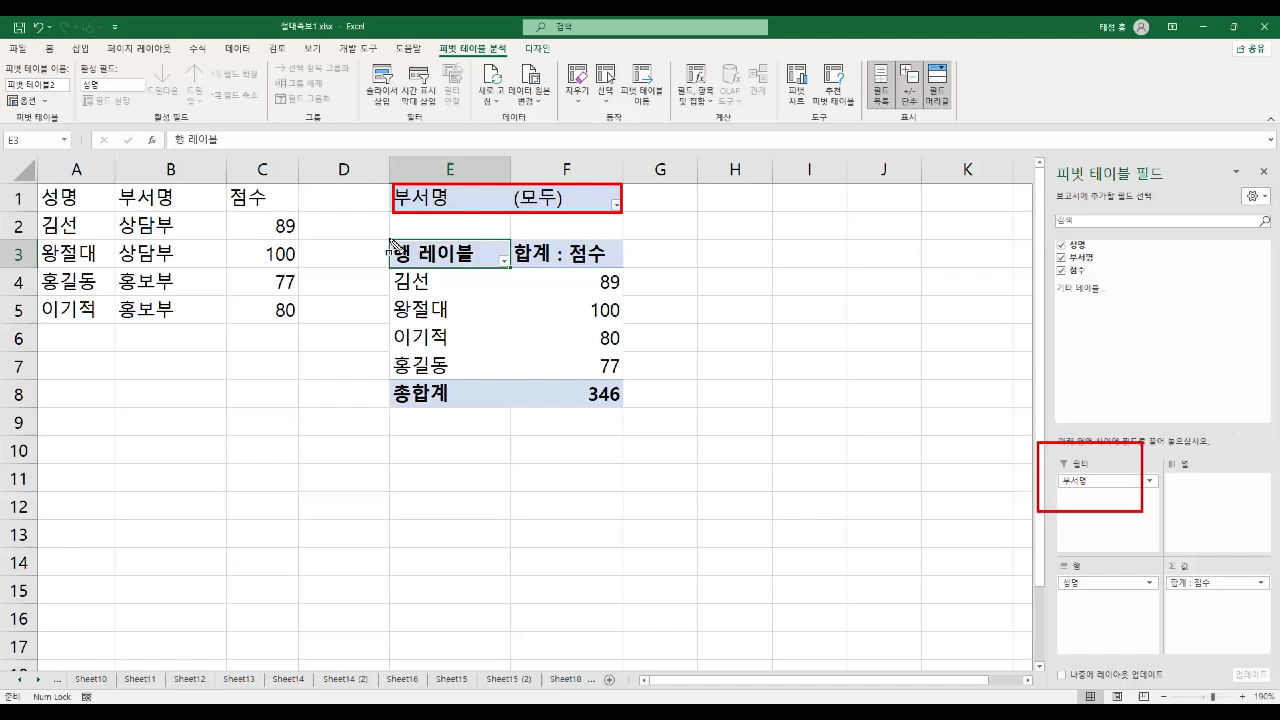 절대속보1.xlsx - Excel
검색
태성 홍
파일 홈 삽입 페이지 레이아웃 수식 데이터 검토 보기 개발 도구 도움말 피벗 테이블 분석 디자인
공유
피벗 테이블 이름:
피벗 테이블2
옵션
피벗 테이블
활성 필드:
성명
필드 설정
드릴다운
드릴업
필드 확장
필드 축소
활성 필드
선택 항목 그룹화
그룹 해제
필드 그룹화
그룹
슬라이서 삽입
시간 표시 막대 삽입
필터 연결
필터
새로 고침
데이터 원본 변경
데이터
지우기
선택
피벗 테이블 이동
동작
필드, 항목 및 집합
OLAP 도구
관계
계산
피벗 차트
추천 피벗 테이블
도구
필드 목록
+/- 단추
필드 머리글
표시
E3
행 레이블
A B C D E F G H I J K
1 성명 부서명 점수 부서명 (모두)
2 김선 상담부 89
3 왕절대 상담부 100 행 레이블 합계 : 점수
4 홍길동 홍보부 77 김선 89
5 이기적 홍보부 80 왕절대 100
6 이기적 80
7 홍길동 77
8 총합계 346
9
10
11
12
13
14
15
16
17
피벗 테이블 필드
보고서에 추가할 필드 선택:
검색
성명
부서명
점수
기타 테이블...
필터
열
부서명
행
Σ 값
성명
합계 : 점수
나중에 레이아웃 업데이트
업데이트
... Sheet10 Sheet11 Sheet12 Sheet13 Sheet14 Sheet14 (2) Sheet16 Sheet15 Sheet15 (2) Sheet18 ...
준비 Num Lock
190%